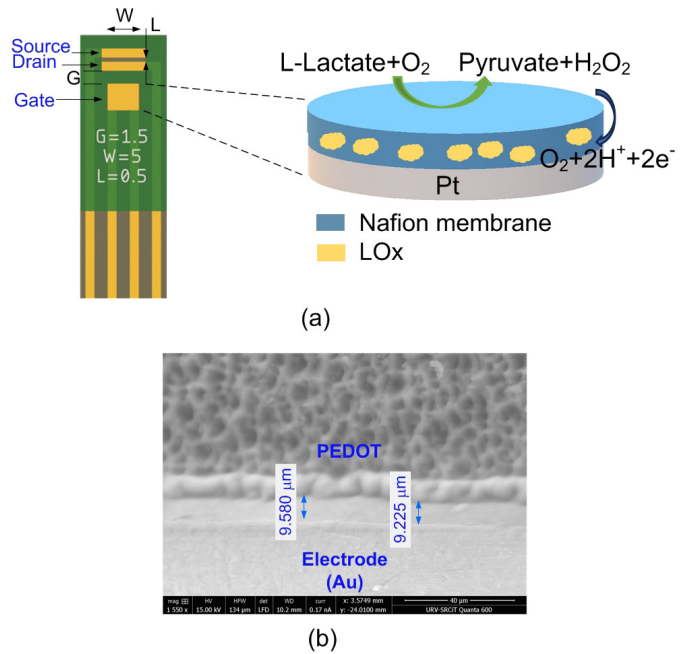 W
L
Source
Drain
G
Gate
G=1.5
W=5
L=0.5
L-Lactate+O₂
Pyruvate+H₂O₂
O₂+2H⁺+2e⁻
Pt
Nafion membrane
LOx
(a)
PEDOT
9.580 µm
9.225 µm
Electrode
(Au)
mag HV HFW det WD curr x: 3.5749 mm 40 µm
1 550 x 15.00 kV 134 µm LFD 10.2 mm 0.17 nA y: -24.0100 mm URV-SRCiT Quanta 600
(b)